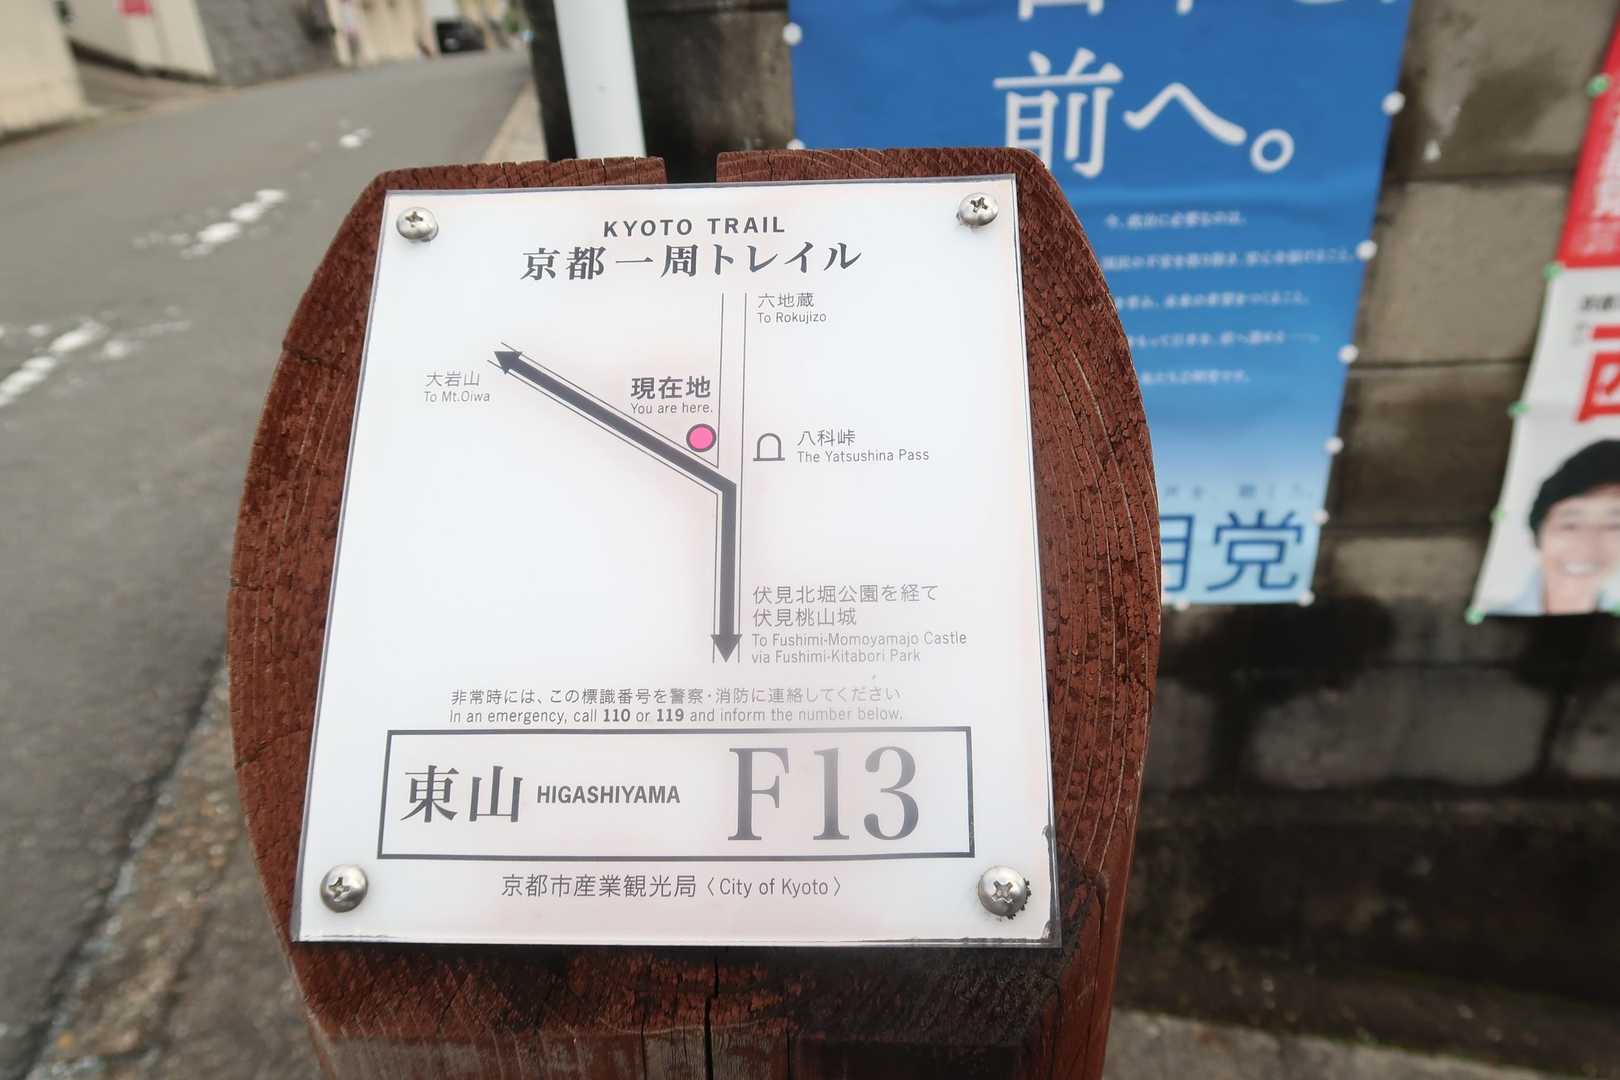 KYOTO TRAIL
京都一周トレイル
六地蔵
To Rokujizo
大岩山
To Mt.Oiwa
現在地
You are here.
八科峠
The Yatsushina Pass
伏見北堀公園を経て
伏見桃山城
To Fushimi-Momoyamajo Castle
via Fushimi-Kitabori Park
非常時には、この標識番号を警察・消防に連絡してください
In an emergency, call 110 or 119 and inform the number below.
東山 HIGASHIYAMA F13
京都市産業観光局〈City of Kyoto〉
前へ。
明党